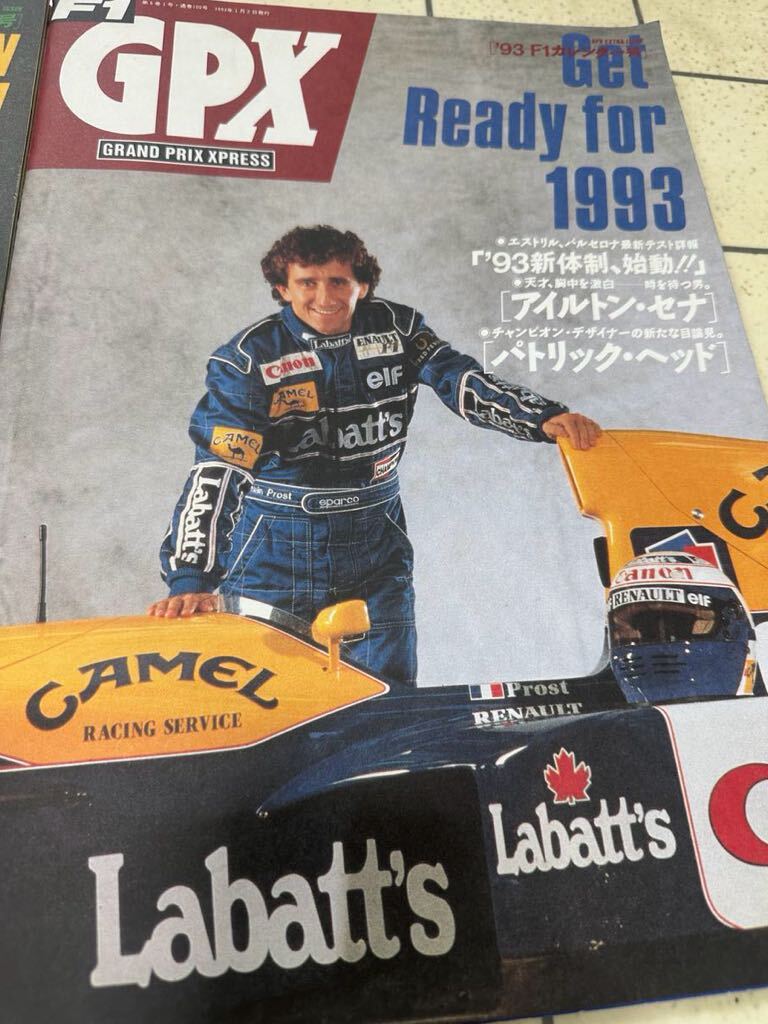 F1
GPX
GRAND PRIX XPRESS
['93 F1カレンダー号]
Get
Ready for
1993
●エストリル、バルセロナ最新テスト詳報
「'93新体制、始動!!」
●天才、胸中を激白――時を待つ男。
[アイルトン・セナ]
●チャンピオン・デザイナーの新たな目論見。
[パトリック・ヘッド]
Labatt's
RENAULT
F1
Canon
elf
CAMEL
Labatt's
Labatt's
CAMEL
Prost
sparco
Labatt's
Canon
RENAULT elf
CAMEL
RACING SERVICE
Prost
RENAULT
Labatt's
Labatt's